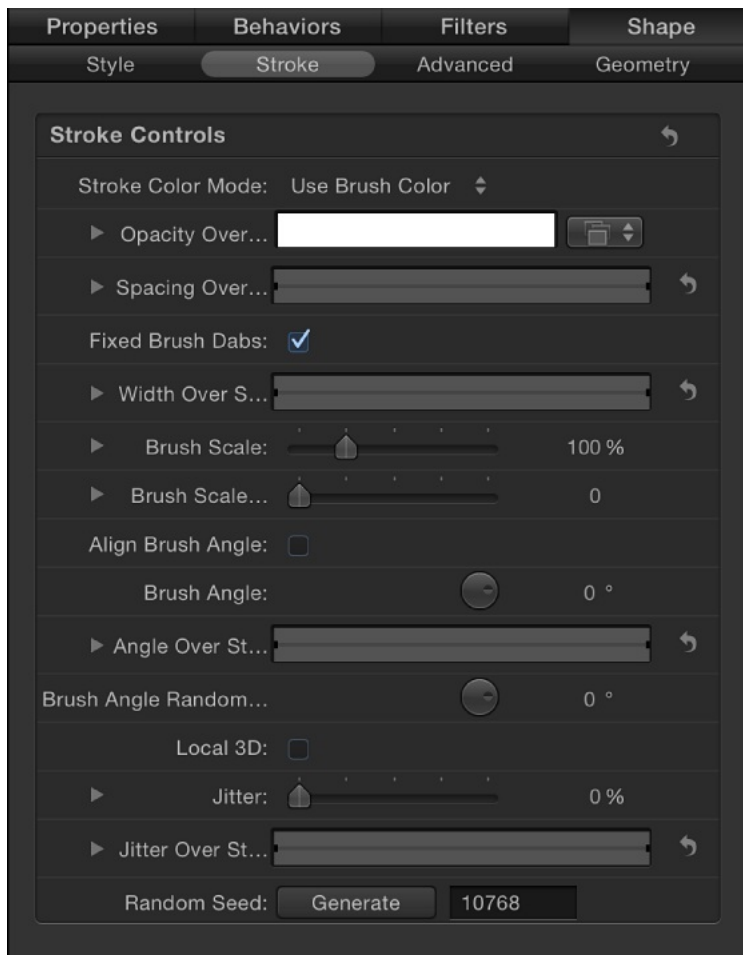 Properties Behaviors Filters Shape
Style Stroke Advanced Geometry
Stroke Controls
Stroke Color Mode: Use Brush Color
Opacity Over...
Spacing Over...
Fixed Brush Dabs:
Width Over S...
Brush Scale: 100 %
Brush Scale... 0
Align Brush Angle:
Brush Angle: 0 °
Angle Over St...
Brush Angle Random... 0 °
Local 3D:
Jitter: 0 %
Jitter Over St...
Random Seed: Generate 10768